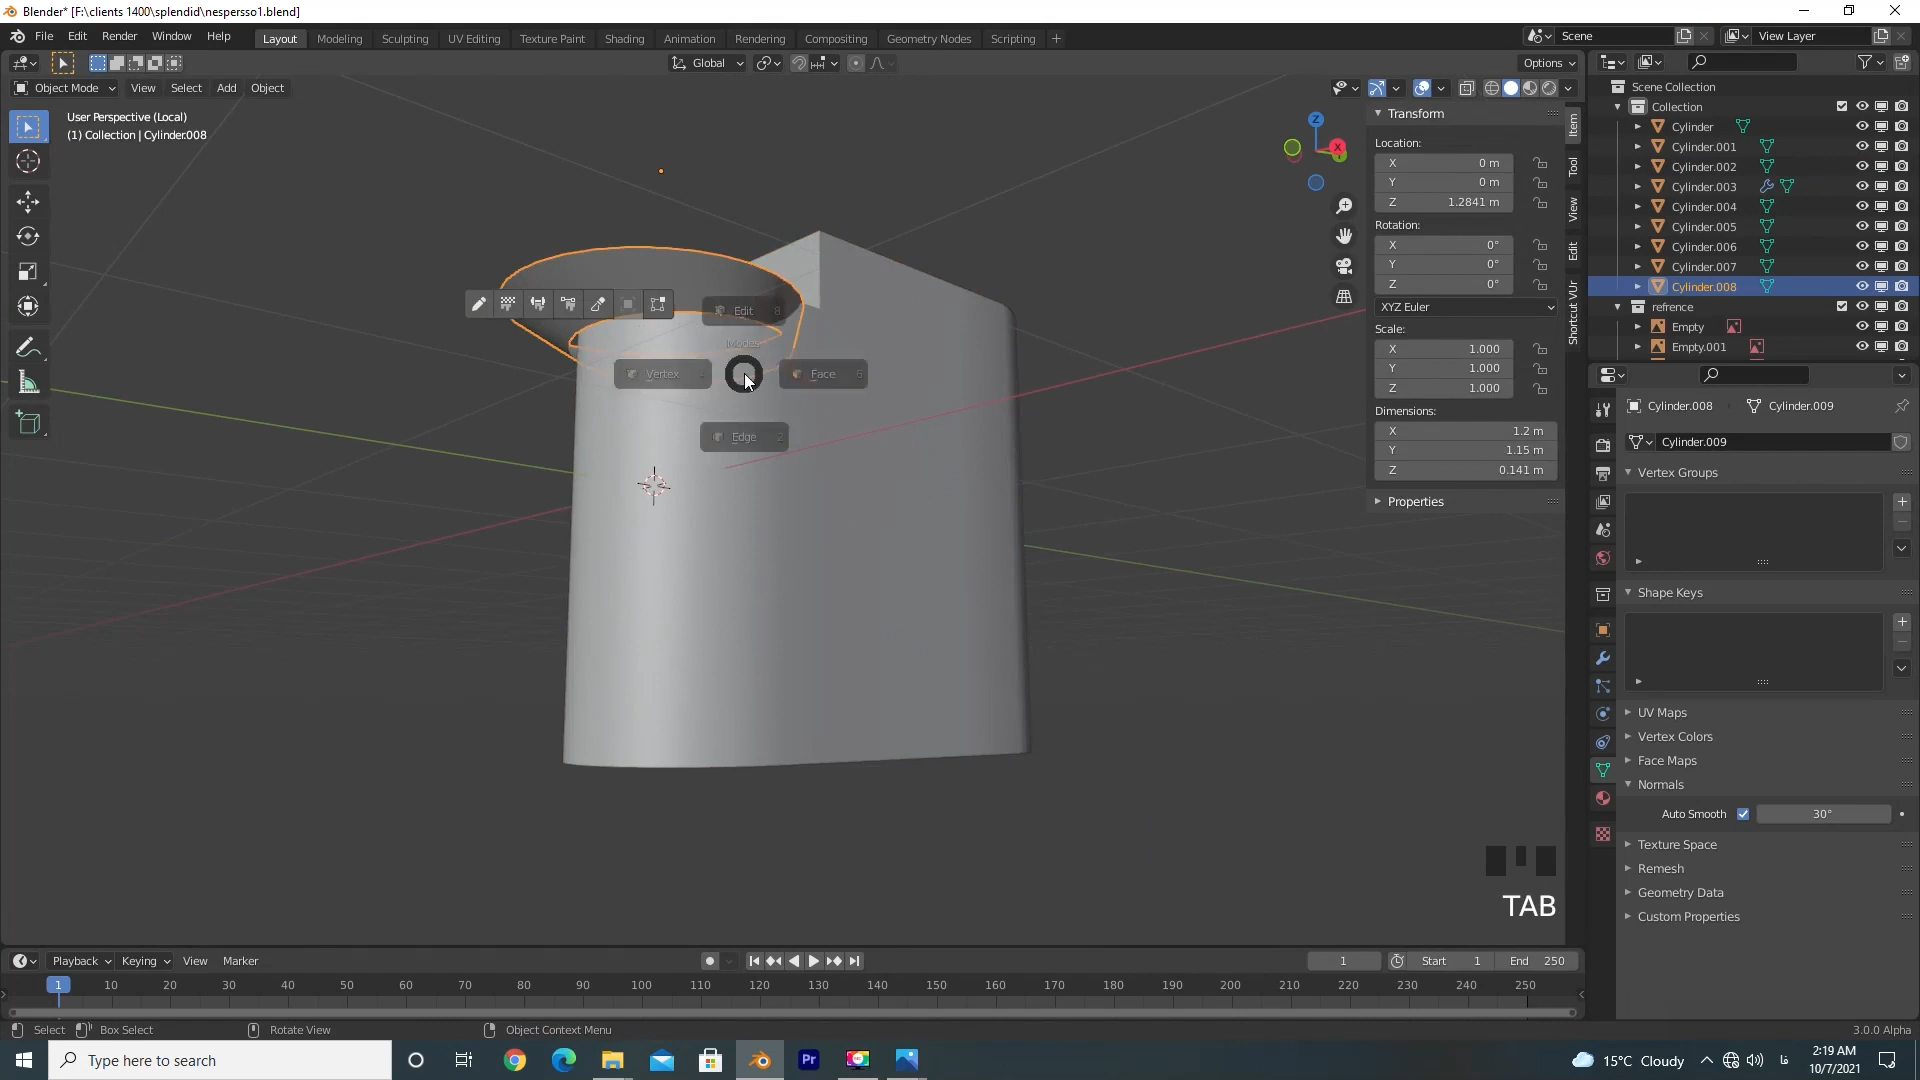 Blender* [F:\clients 1400\splendid\nespersso1.blend]
File Edit Render Window Help Layout Modeling Sculpting UV Editing Texture Paint Shading Animation Rendering Compositing Geometry Nodes Scripting + Scene View Layer
Global Options
Object Mode View Select Add Object
User Perspective (Local)
(1) Collection | Cylinder.008
Z
X
Edit 8
Modes
Vertex 4
Face 6
Edge 2
Transform
Location:
X 0 m
Y 0 m
Z 1.2841 m
Rotation:
X 0°
Y 0°
Z 0°
XYZ Euler
Scale:
X 1.000
Y 1.000
Z 1.000
Dimensions:
X 1.2 m
Y 1.15 m
Z 0.141 m
Properties
Item
Tool
View
Edit
Shortcut VUr
Scene Collection
Collection
Cylinder
Cylinder.001
Cylinder.002
Cylinder.003
Cylinder.004
Cylinder.005
Cylinder.006
Cylinder.007
Cylinder.008
refrence
Empty
Empty.001
Cylinder.008 Cylinder.009
Cylinder.009
Vertex Groups
Shape Keys
UV Maps
Vertex Colors
Face Maps
Normals
Auto Smooth 30°
Texture Space
Remesh
Geometry Data
Custom Properties
TAB
Playback Keying View Marker 1 Start 1 End 250
1 10 20 30 40 50 60 70 80 90 100 110 120 130 140 150 160 170 180 190 200 210 220 230 240 250
Select Box Select Rotate View Object Context Menu 3.0.0 Alpha
Type here to search
Pr
15°C Cloudy
فا
2:19 AM
10/7/2021